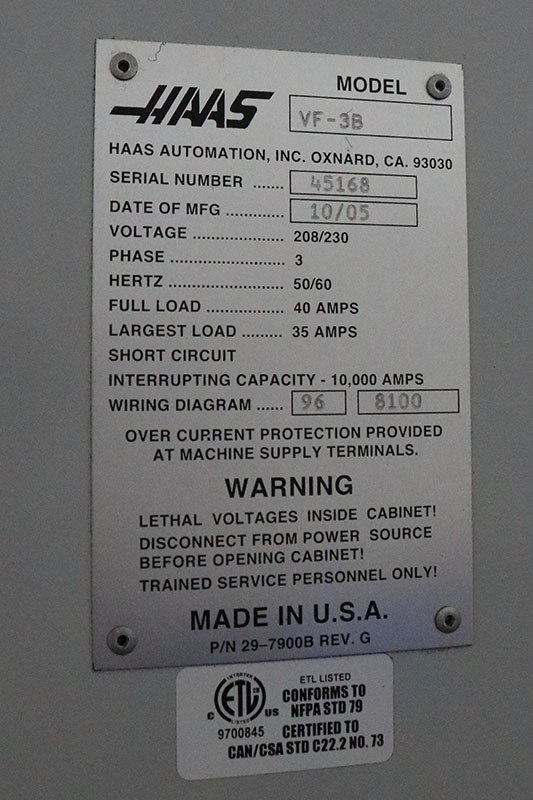 HAAS
MODEL
VF-3B
HAAS AUTOMATION, INC. OXNARD, CA. 93030
SERIAL NUMBER ...... 45168
DATE OF MFG ............ 10/05
VOLTAGE .................. 208/230
PHASE ....................... 3
HERTZ ....................... 50/60
FULL LOAD ................ 40 AMPS
LARGEST LOAD ......... 35 AMPS
SHORT CIRCUIT
INTERRUPTING CAPACITY - 10,000 AMPS
WIRING DIAGRAM ...... 96 8100
OVER CURRENT PROTECTION PROVIDED
AT MACHINE SUPPLY TERMINALS.
WARNING
LETHAL VOLTAGES INSIDE CABINET!
DISCONNECT FROM POWER SOURCE
BEFORE OPENING CABINET!
TRAINED SERVICE PERSONNEL ONLY!
MADE IN U.S.A.
P/N 29-7900B REV. G
INTERTEK
ETL CM
LISTED
C US
9700845
ETL LISTED
CONFORMS TO
NFPA STD 79
CERTIFIED TO
CAN/CSA STD C22.2 NO. 73